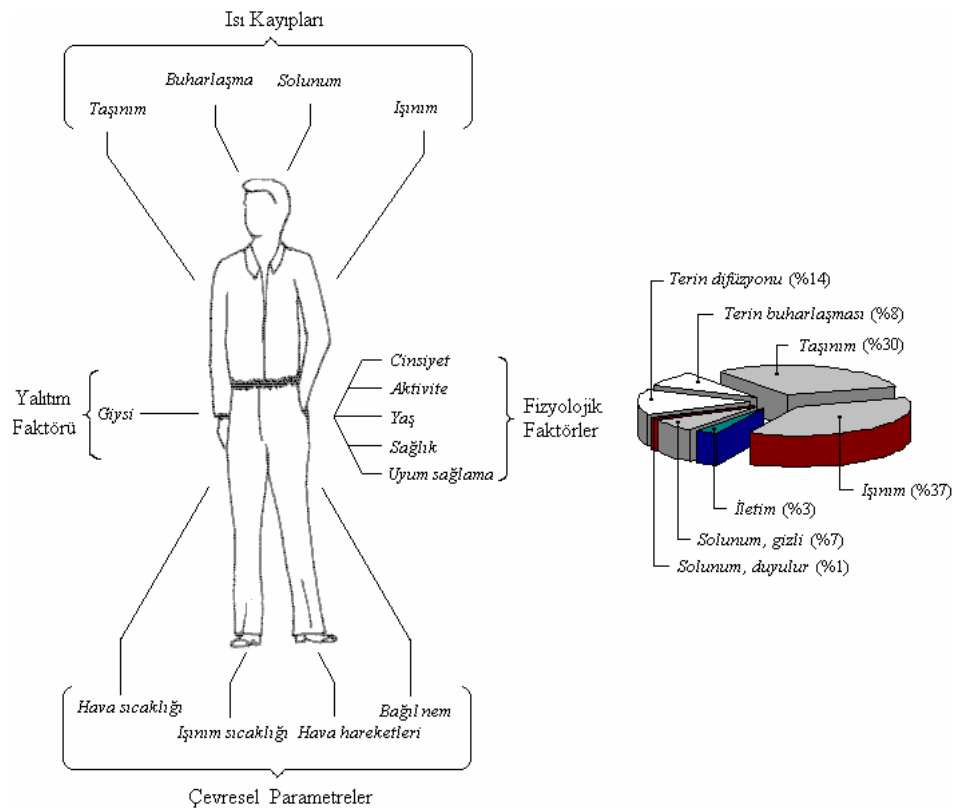 Isı Kayıpları
Buharlaşma
Solunum
Taşınım
Işınım
Yalıtım
Faktörü
Giysi
Cinsiyet
Aktivite
Yaş
Sağlık
Uyum sağlama
Fizyolojik
Faktörler
Hava sıcaklığı
Işınım sıcaklığı
Hava hareketleri
Bağıl nem
Çevresel Parametreler
Terin difüzyonu (%14)
Terin buharlaşması (%8)
Taşınım (%30)
Işınım (%37)
İletim (%3)
Solunum, gizli (%7)
Solunum, duyulur (%1)